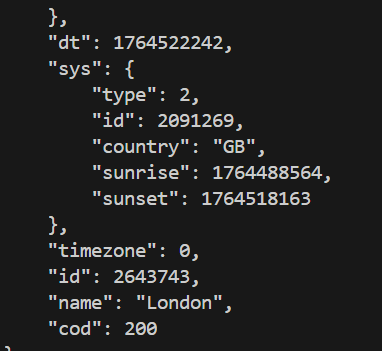 },
"dt": 1764522242,
"sys": {
"type": 2,
"id": 2091269,
"country": "GB",
"sunrise": 1764488564,
"sunset": 1764518163
},
"timezone": 0,
"id": 2643743,
"name": "London",
"cod": 200
}